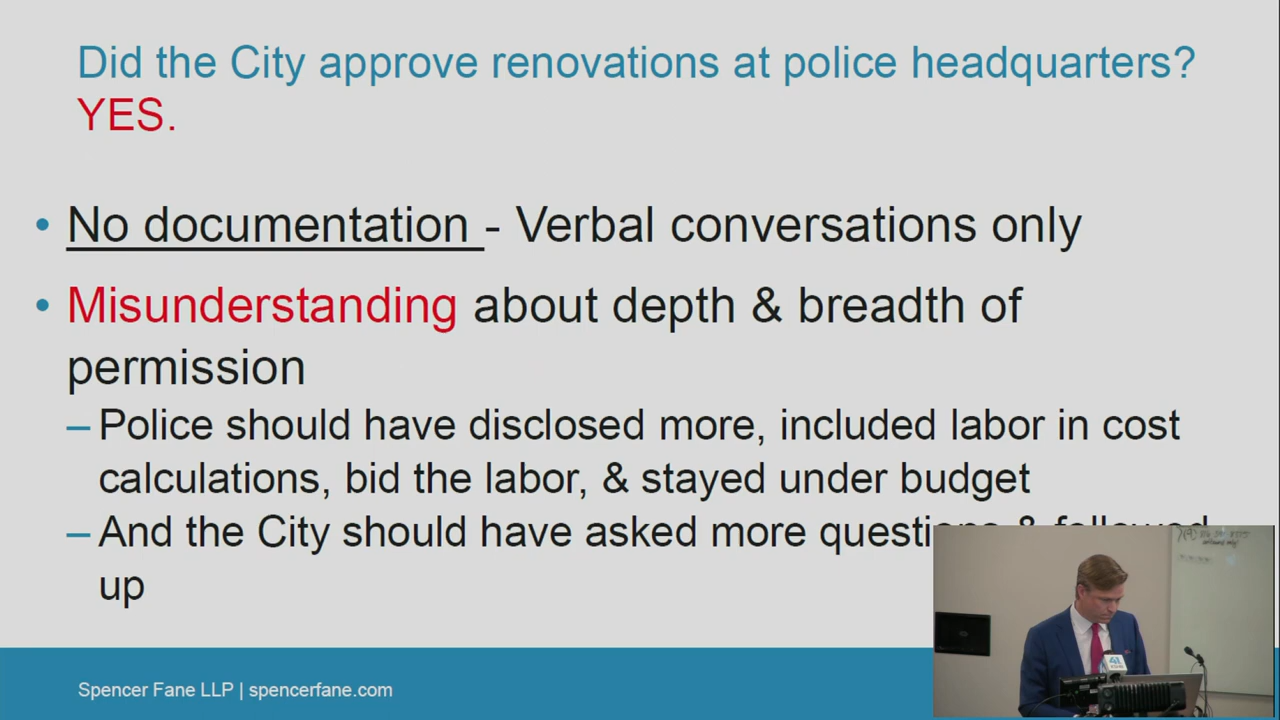 Did the City approve renovations at police headquarters?
YES.
• No documentation - Verbal conversations only
• Misunderstanding about depth & breadth of
permission
– Police should have disclosed more, included labor in cost
calculations, bid the labor, & stayed under budget
– And the City should have asked more questions & followed
up
41
Spencer Fane LLP | spencerfane.com